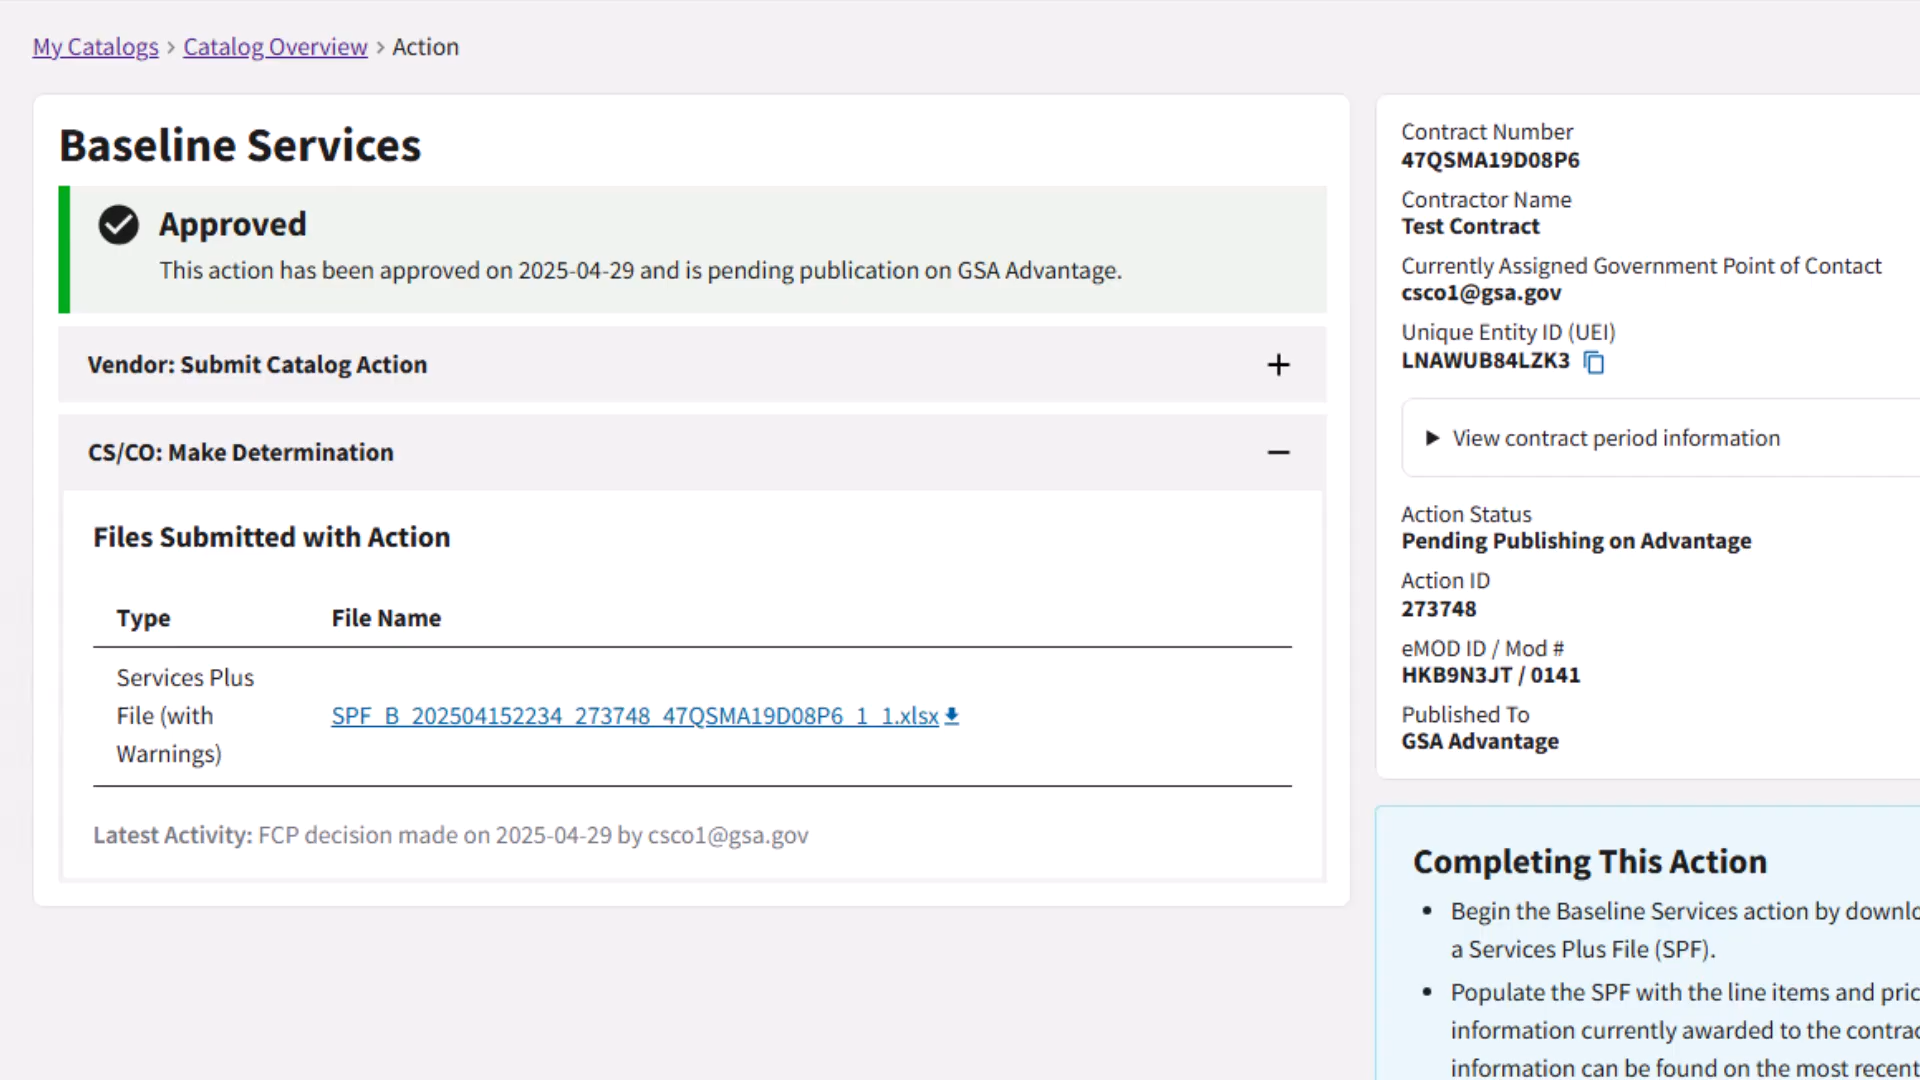 My Catalogs > Catalog Overview > Action
Baseline Services
Approved
This action has been approved on 2025-04-29 and is pending publication on GSA Advantage.
Vendor: Submit Catalog Action
CS/CO: Make Determination
Files Submitted with Action
Type File Name
Services Plus
File (with
Warnings)
SPF_B_202504152234_273748_47QSMA19D08P6_1_1.xlsx
Latest Activity: FCP decision made on 2025-04-29 by csco1@gsa.gov
Contract Number
47QSMA19D08P6
Contractor Name
Test Contract
Currently Assigned Government Point of Contact
csco1@gsa.gov
Unique Entity ID (UEI)
LNAWUB84LZK3
View contract period information
Action Status
Pending Publishing on Advantage
Action ID
273748
eMOD ID / Mod #
HKB9N3JT / 0141
Published To
GSA Advantage
Completing This Action
• Begin the Baseline Services action by downlo
a Services Plus File (SPF).
• Populate the SPF with the line items and pric
information currently awarded to the contrac
information can be found on the most recent